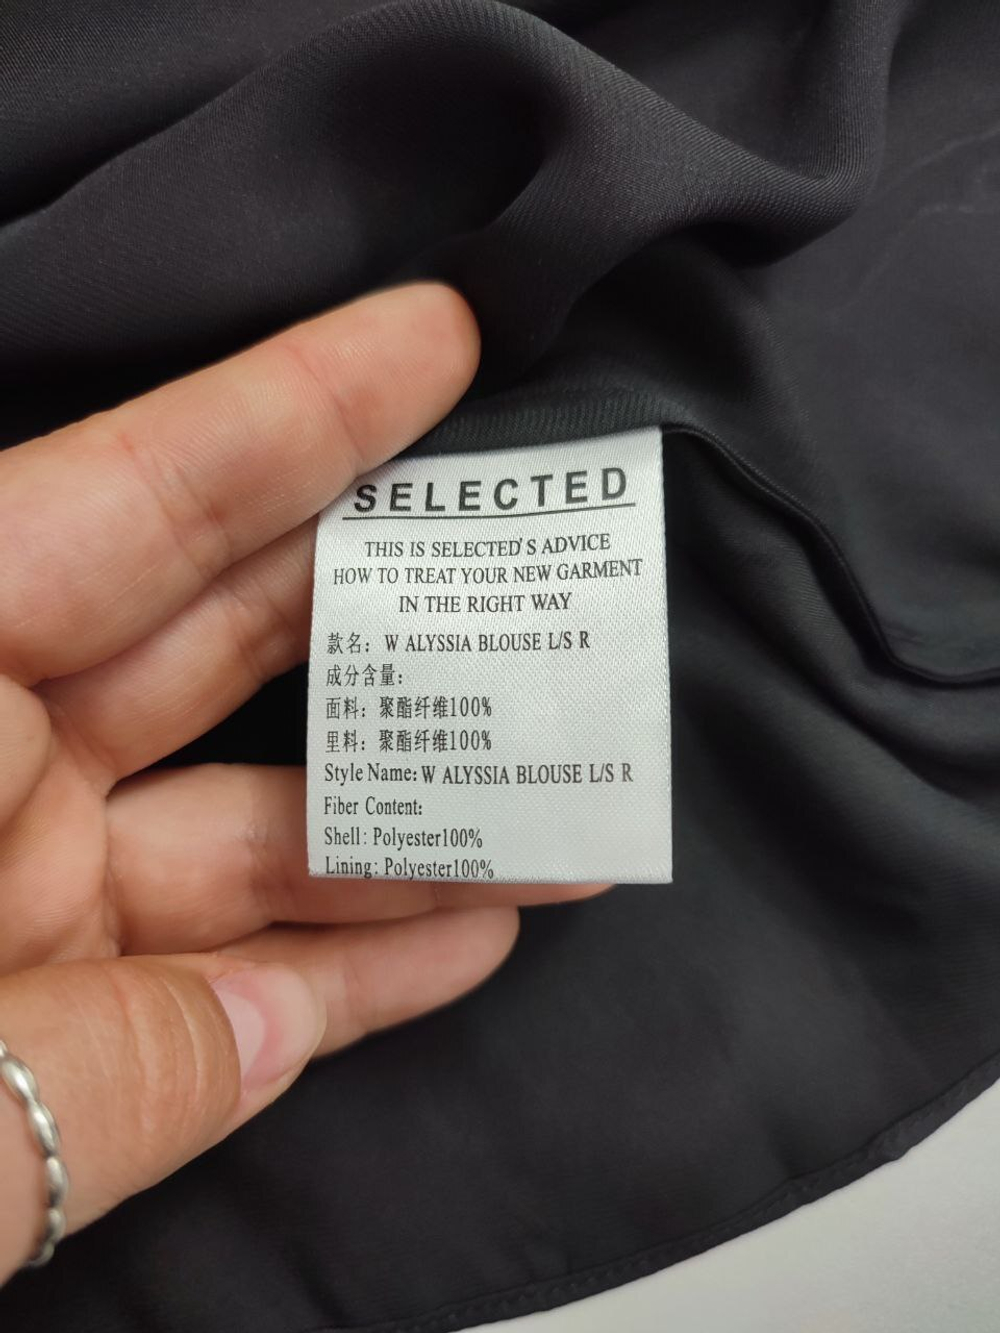 SELECTED
THIS IS SELECTED'S ADVICE
HOW TO TREAT YOUR NEW GARMENT
IN THE RIGHT WAY
款名：W ALYSSIA BLOUSE L/S R
成分含量：
面料：聚酯纤维100%
里料：聚酯纤维100%
Style Name: W ALYSSIA BLOUSE L/S R
Fiber Content:
Shell: Polyester100%
Lining: Polyester100%